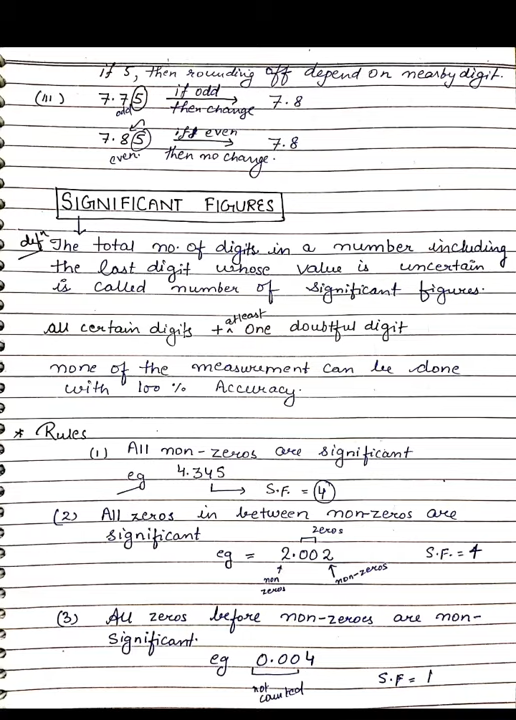 if 5, then rounding off depend on nearby digit.
(III) 7.75 if odd then change → 7.8
odd
7.85 if even then no change. → 7.8
even.
SIGNIFICANT FIGURES
defⁿ The total no. of digits in a number including
the last digit whose value is uncertain
is called number of significant figures.
all certain digits + atleast one doubtful digit
none of the measurement can be done
with 100 % Accuracy.
* Rules
(1) All non-zeros are significant
eg 4.345
→ S.F. = 4
(2) All zeros in between non-zeros are
significant
zeros
eg = 2.002 S.F. = 4
non zeros non-zeros
(3) All zeros before non-zeroes are non-
significant.
eg 0.004
not counted
S.F = 1